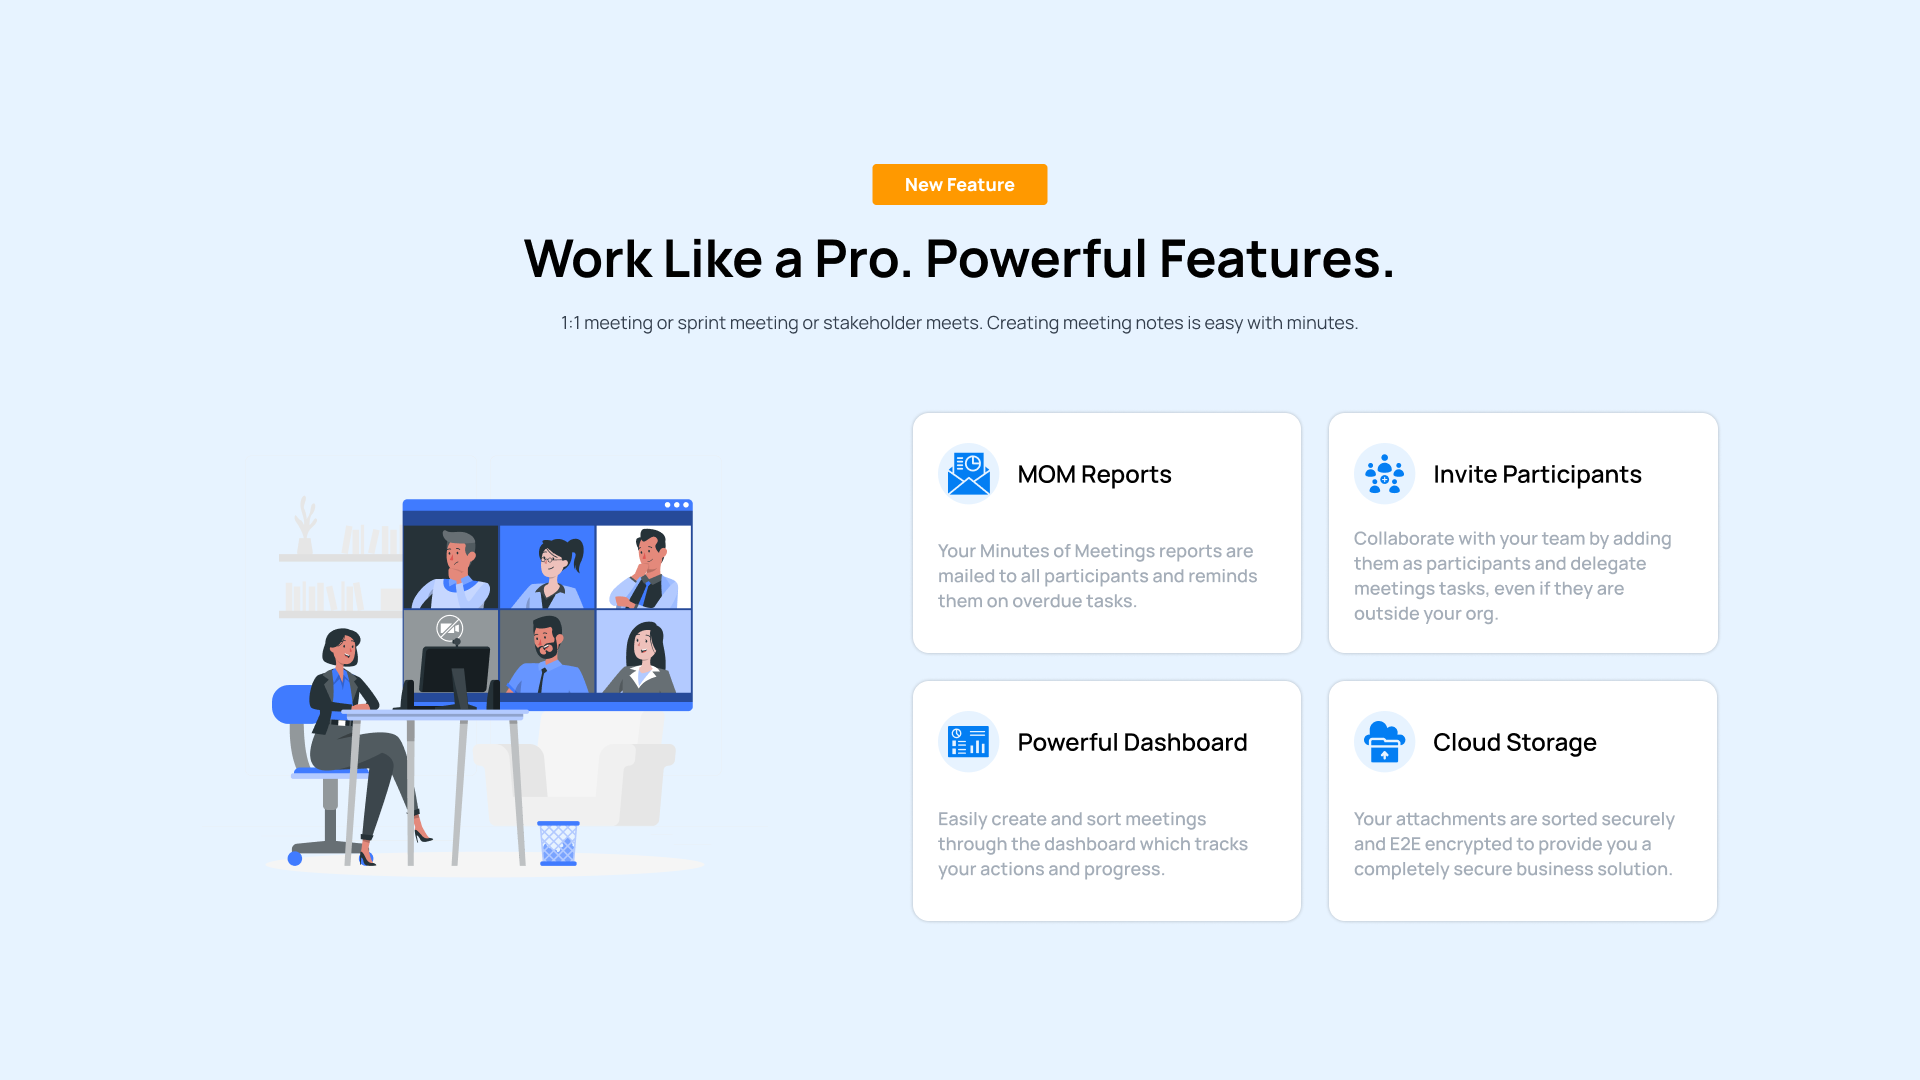 New Feature
Work Like a Pro. Powerful Features.
1:1 meeting or sprint meeting or stakeholder meets. Creating meeting notes is easy with minutes.
MOM Reports
Your Minutes of Meetings reports are
mailed to all participants and reminds
them on overdue tasks.
Invite Participants
Collaborate with your team by adding
them as participants and delegate
meetings tasks, even if they are
outside your org.
Powerful Dashboard
Easily create and sort meetings
through the dashboard which tracks
your actions and progress.
Cloud Storage
Your attachments are sorted securely
and E2E encrypted to provide you a
completely secure business solution.